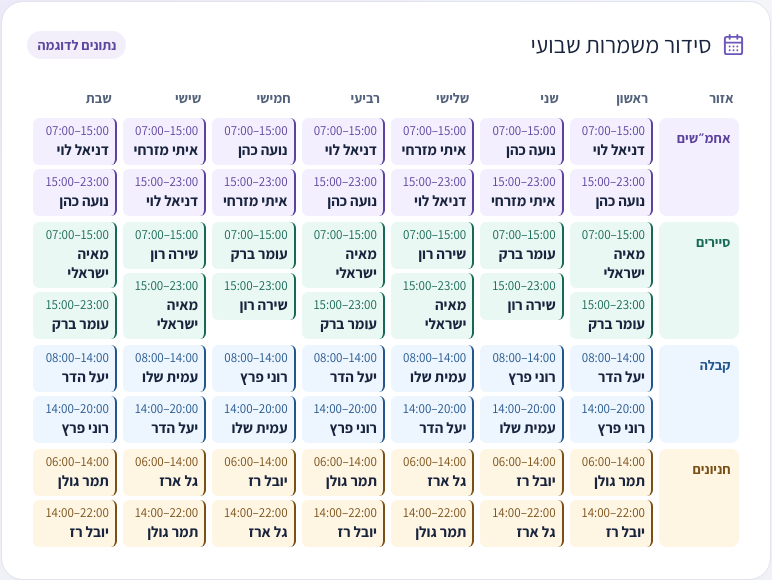 סידור משמרות שבועי
נתונים לדוגמה
אזור ראשון שני שלישי רביעי חמישי שישי שבת
אחמ״שים
07:00–15:00 07:00–15:00 07:00–15:00 07:00–15:00 07:00–15:00 07:00–15:00 07:00–15:00
דניאל לוי נועה כהן איתי מזרחי דניאל לוי נועה כהן איתי מזרחי דניאל לוי
15:00–23:00 15:00–23:00 15:00–23:00 15:00–23:00 15:00–23:00 15:00–23:00 15:00–23:00
נועה כהן איתי מזרחי דניאל לוי נועה כהן איתי מזרחי דניאל לוי נועה כהן
סיירים
07:00–15:00 07:00–15:00 07:00–15:00 07:00–15:00 07:00–15:00 07:00–15:00 07:00–15:00
מאיה ישראלי עומר ברק שירה רון מאיה ישראלי עומר ברק שירה רון מאיה ישראלי
15:00–23:00 15:00–23:00 15:00–23:00 15:00–23:00 15:00–23:00 15:00–23:00 15:00–23:00
עומר ברק שירה רון מאיה ישראלי עומר ברק שירה רון מאיה ישראלי עומר ברק
קבלה
08:00–14:00 08:00–14:00 08:00–14:00 08:00–14:00 08:00–14:00 08:00–14:00 08:00–14:00
יעל הדר רוני פרץ עמית שלו יעל הדר רוני פרץ עמית שלו יעל הדר
14:00–20:00 14:00–20:00 14:00–20:00 14:00–20:00 14:00–20:00 14:00–20:00 14:00–20:00
רוני פרץ עמית שלו יעל הדר רוני פרץ עמית שלו יעל הדר רוני פרץ
חניונים
06:00–14:00 06:00–14:00 06:00–14:00 06:00–14:00 06:00–14:00 06:00–14:00 06:00–14:00
תמר גולן יובל רז גל ארז תמר גולן יובל רז גל ארז תמר גולן
14:00–22:00 14:00–22:00 14:00–22:00 14:00–22:00 14:00–22:00 14:00–22:00 14:00–22:00
יובל רז גל ארז תמר גולן יובל רז גל ארז תמר גולן יובל רז